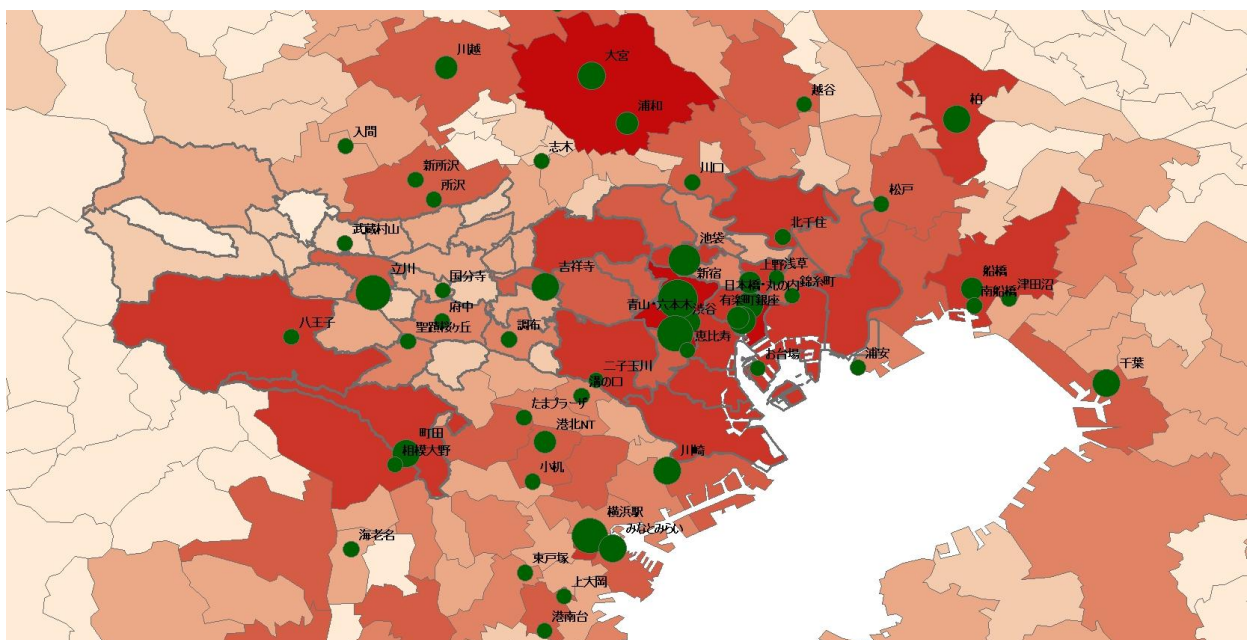 川越
大宮
越谷
柏
浦和
入間
志木
新所沢
川口
所沢
松戸
北千住
武蔵村山
池袋
吉祥寺
新宿
上野
浅草
立川
国分寺
日本橋・丸の内
錦糸町
船橋
南船橋
津田沼
青山・六本木
渋谷
有楽町
銀座
府中
八王子
聖蹟桜ヶ丘
調布
恵比寿
二子玉川
お台場
浦安
千葉
溝の口
たまプラーザ
町田
港北NT
相模大野
小机
川崎
横浜駅
みなとみらい
海老名
東戸塚
上大岡
港南台